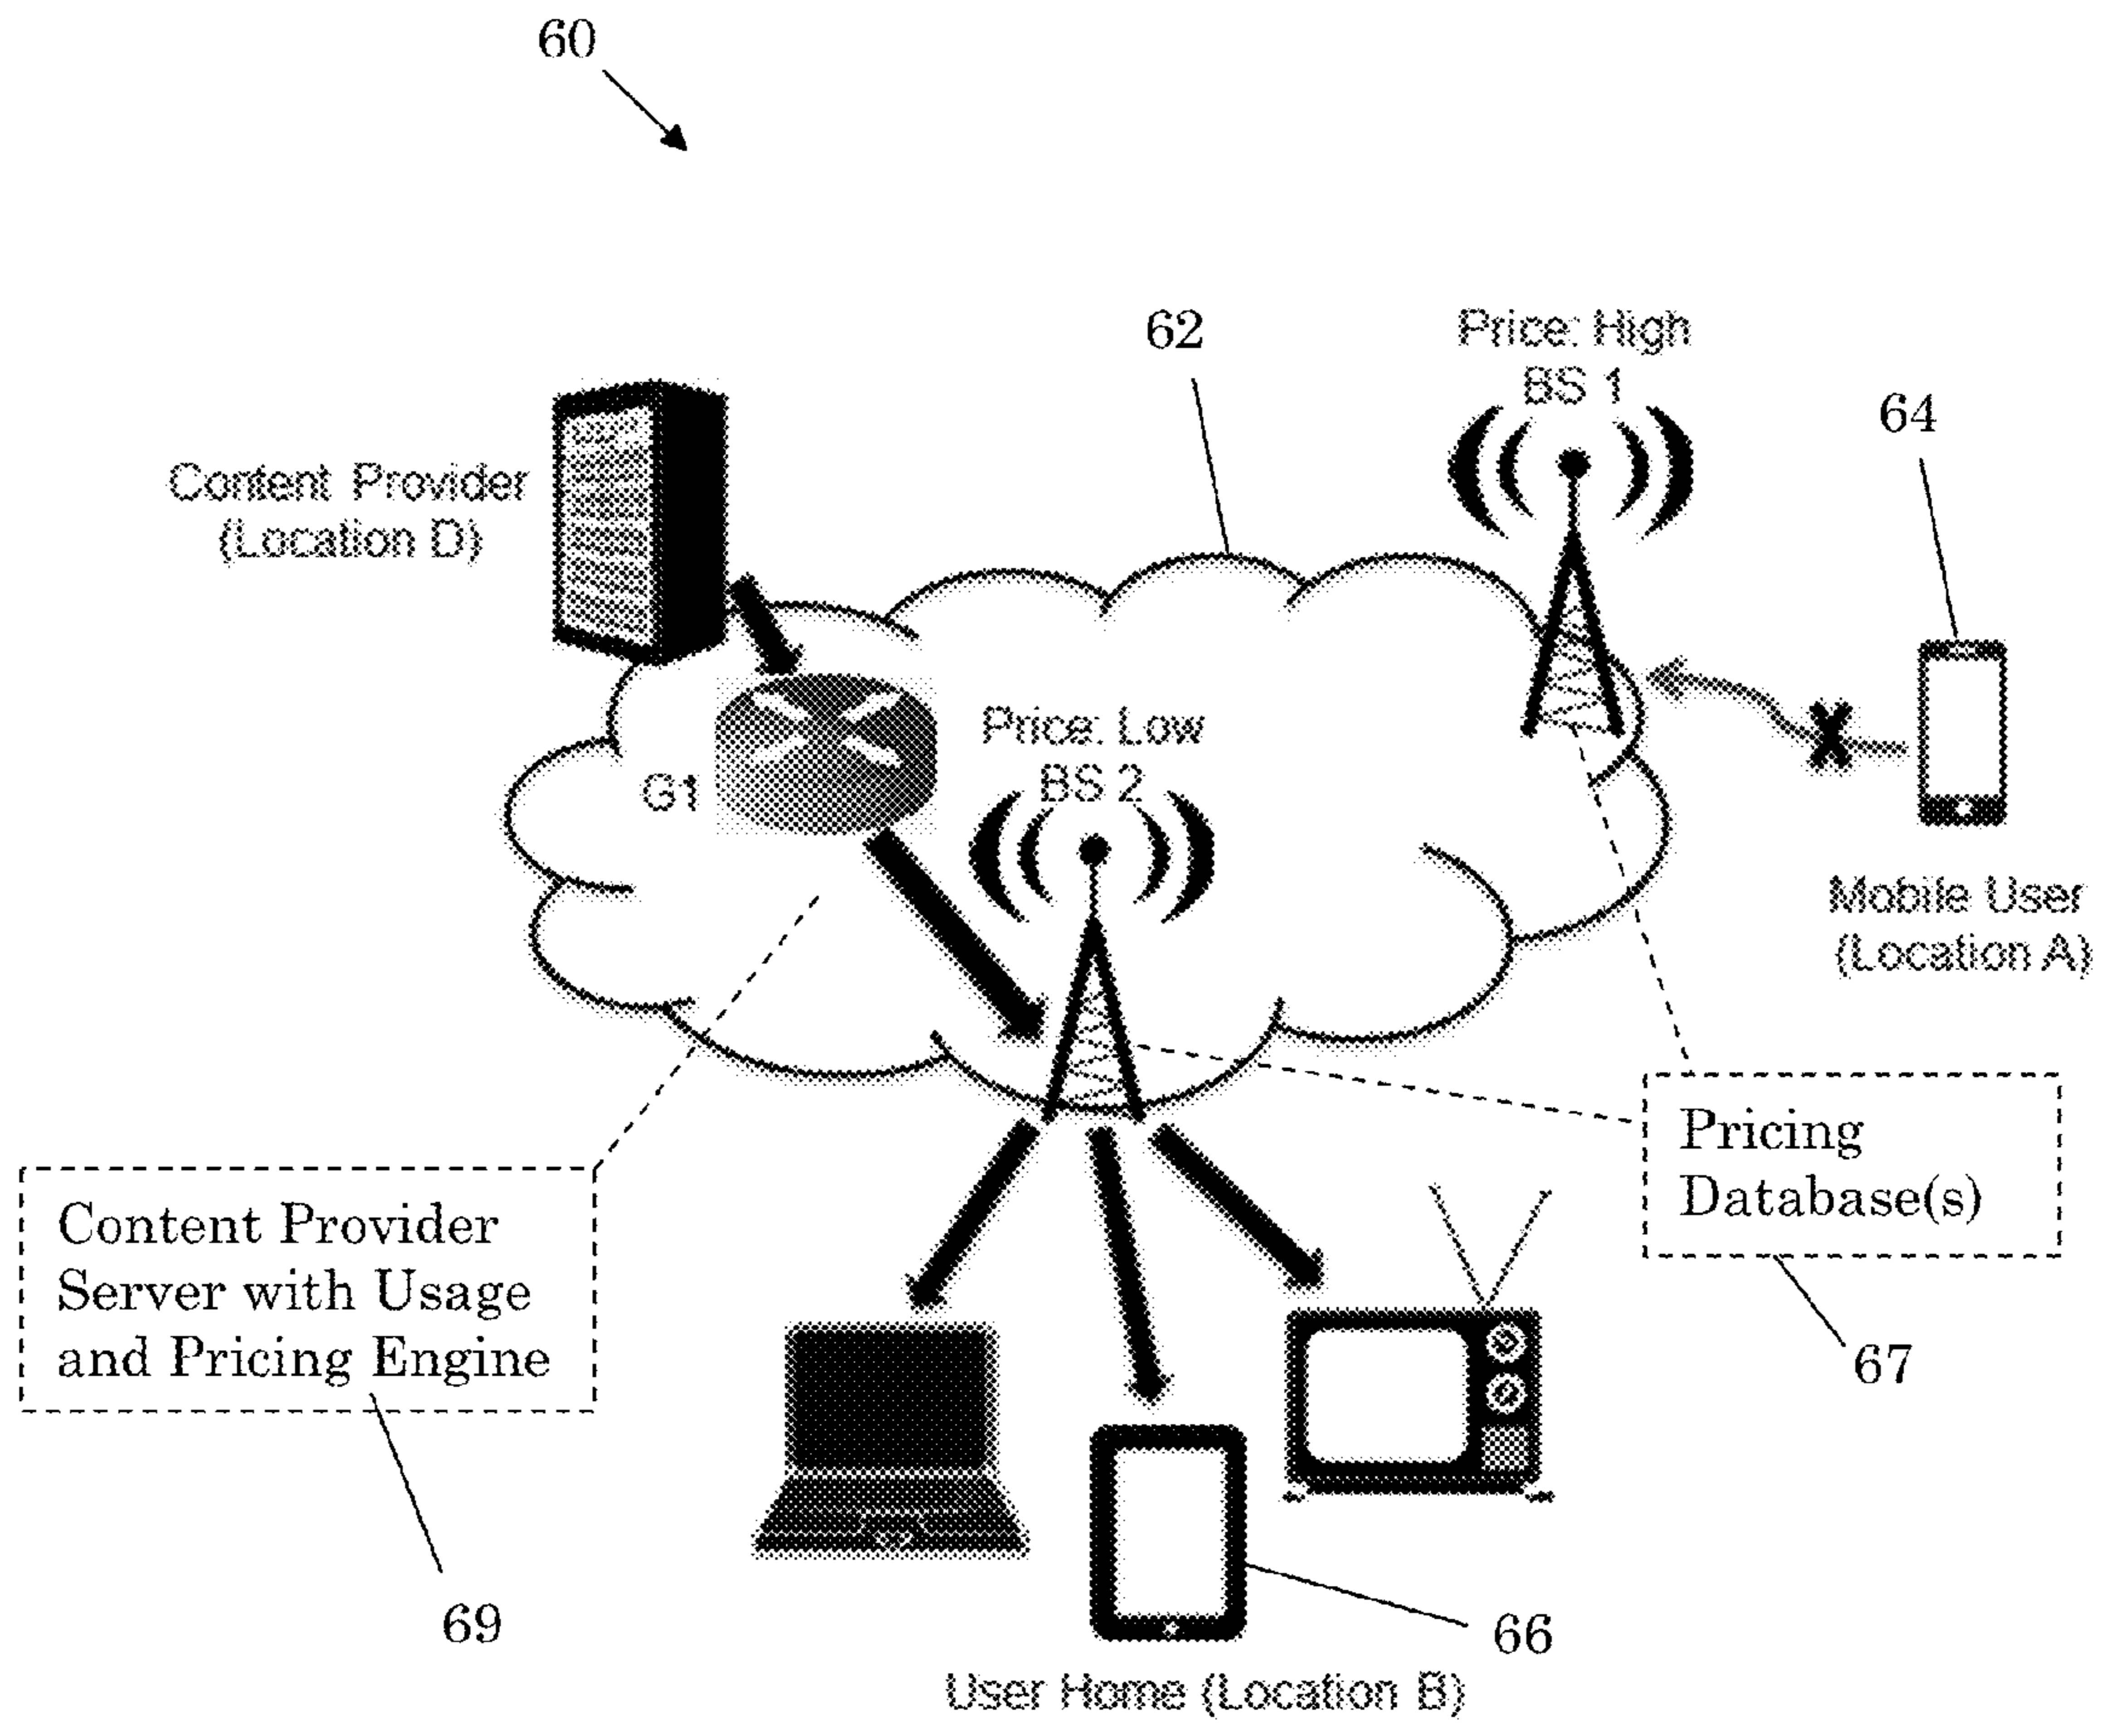 60
62
Price: High
BS 1
64
Content Provider
(Location D)
Price: Low
BS 2
G1
Mobile User
(Location A)
Pricing
Database(s)
67
Content Provider
Server with Usage
and Pricing Engine
69
66
User Home (Location B)